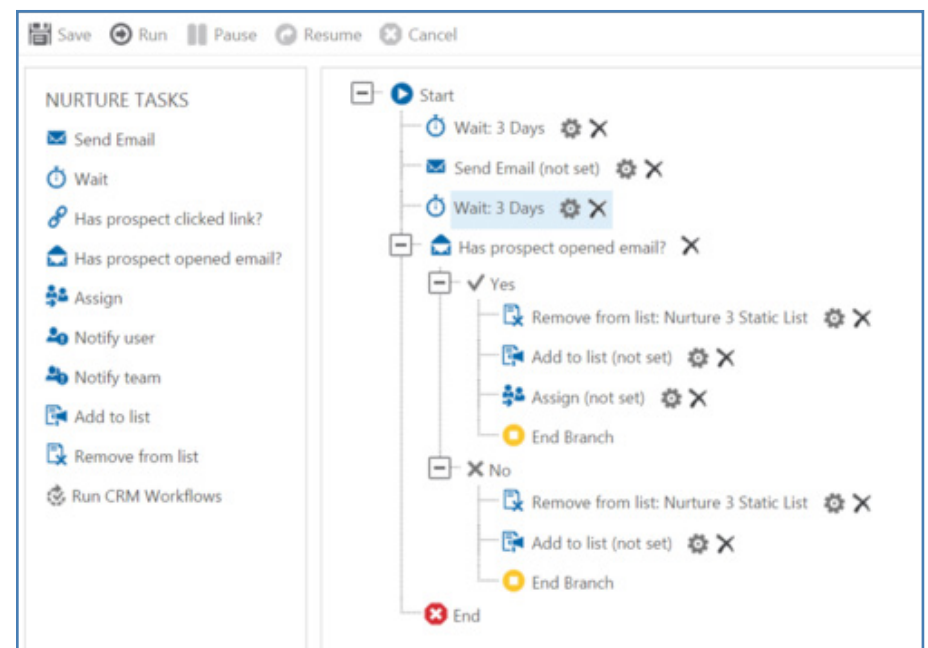 Save Run Pause Resume Cancel
NURTURE TASKS
Send Email
Wait
Has prospect clicked link?
Has prospect opened email?
Assign
Notify user
Notify team
Add to list
Remove from list
Run CRM Workflows
Start
Wait: 3 Days
Send Email (not set)
Wait: 3 Days
Has prospect opened email?
Yes
Remove from list: Nurture 3 Static List
Add to list (not set)
Assign (not set)
End Branch
No
Remove from list: Nurture 3 Static List
Add to list (not set)
End Branch
End